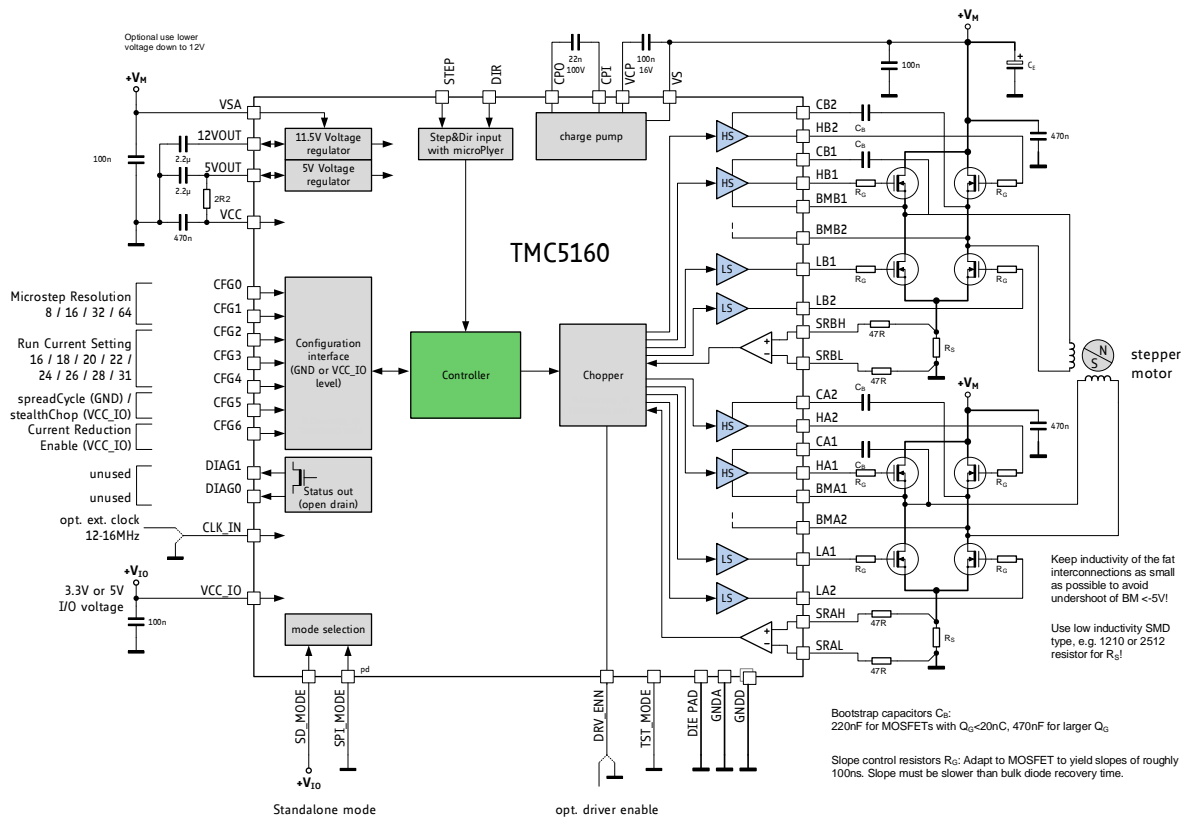 Optional use lower
voltage down to 12V
+VM
VSA
12VOUT
5VOUT
VCC
100n
2.2µ
2.2µ
2R2
470n
11.5V Voltage
regulator
5V Voltage
regulator
STEP
DIR
Step&Dir input
with microPlyer
CPO
CPI
VCP
VS
22n
100V
100n
16V
charge pump
+VM
100n
CE
470n
TMC5160
Microstep Resolution
8 / 16 / 32 / 64
Run Current Setting
16 / 18 / 20 / 22 /
24 / 26 / 28 / 31
spreadCycle (GND) /
stealthChop (VCC_IO)
Current Reduction
Enable (VCC_IO)
unused
unused
opt. ext. clock
12-16MHz
+VIO
3.3V or 5V
I/O voltage
100n
CFG0
CFG1
CFG2
CFG3
CFG4
CFG5
CFG6
DIAG1
DIAG0
CLK_IN
VCC_IO
Configuration
interface
(GND or VCC_IO
level)
Status out
(open drain)
mode selection
Controller
Chopper
HS
HS
LS
LS
+
−
HS
HS
LS
LS
+
−
CB2
HB2
CB1
HB1
BMB1
BMB2
LB1
LB2
SRBH
SRBL
CA2
HA2
CA1
HA1
BMA1
BMA2
LA1
LA2
SRAH
SRAL
CB
CB
RG
RG
RG
RG
47R
47R
RS
N
S
stepper
motor
+VM
470n
CB
CB
RG
RG
RG
RG
47R
47R
RS
Keep inductivity of the fat
interconnections as small
as possible to avoid
undershoot of BM <-5V!
Use low inductivity SMD
type, e.g. 1210 or 2512
resistor for RS!
pd
SD_MODE
SPI_MODE
DRV_ENN
TST_MODE
DIE PAD
GNDA
GNDD
+VIO
Standalone mode
opt. driver enable
Bootstrap capacitors CB:
220nF for MOSFETs with QG<20nC, 470nF for larger QG
Slope control resistors RG: Adapt to MOSFET to yield slopes of roughly
100ns. Slope must be slower than bulk diode recovery time.